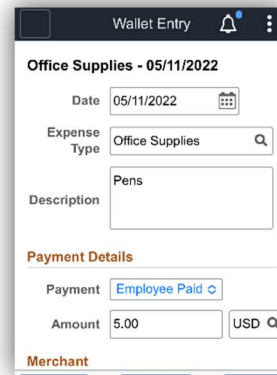 Wallet Entry
Office Supplies - 05/11/2022
Date 05/11/2022
Expense Type Office Supplies
Description Pens
Payment Details
Payment Employee Paid
Amount 5.00 USD
Merchant